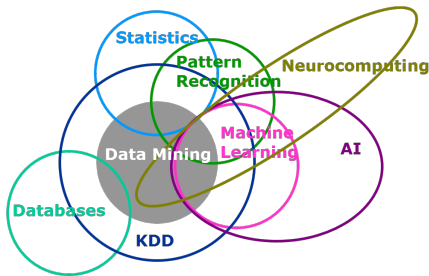 Statistics
Pattern
Recognition
Neurocomputing
Machine
Learning
Data Mining
AI
Databases
KDD